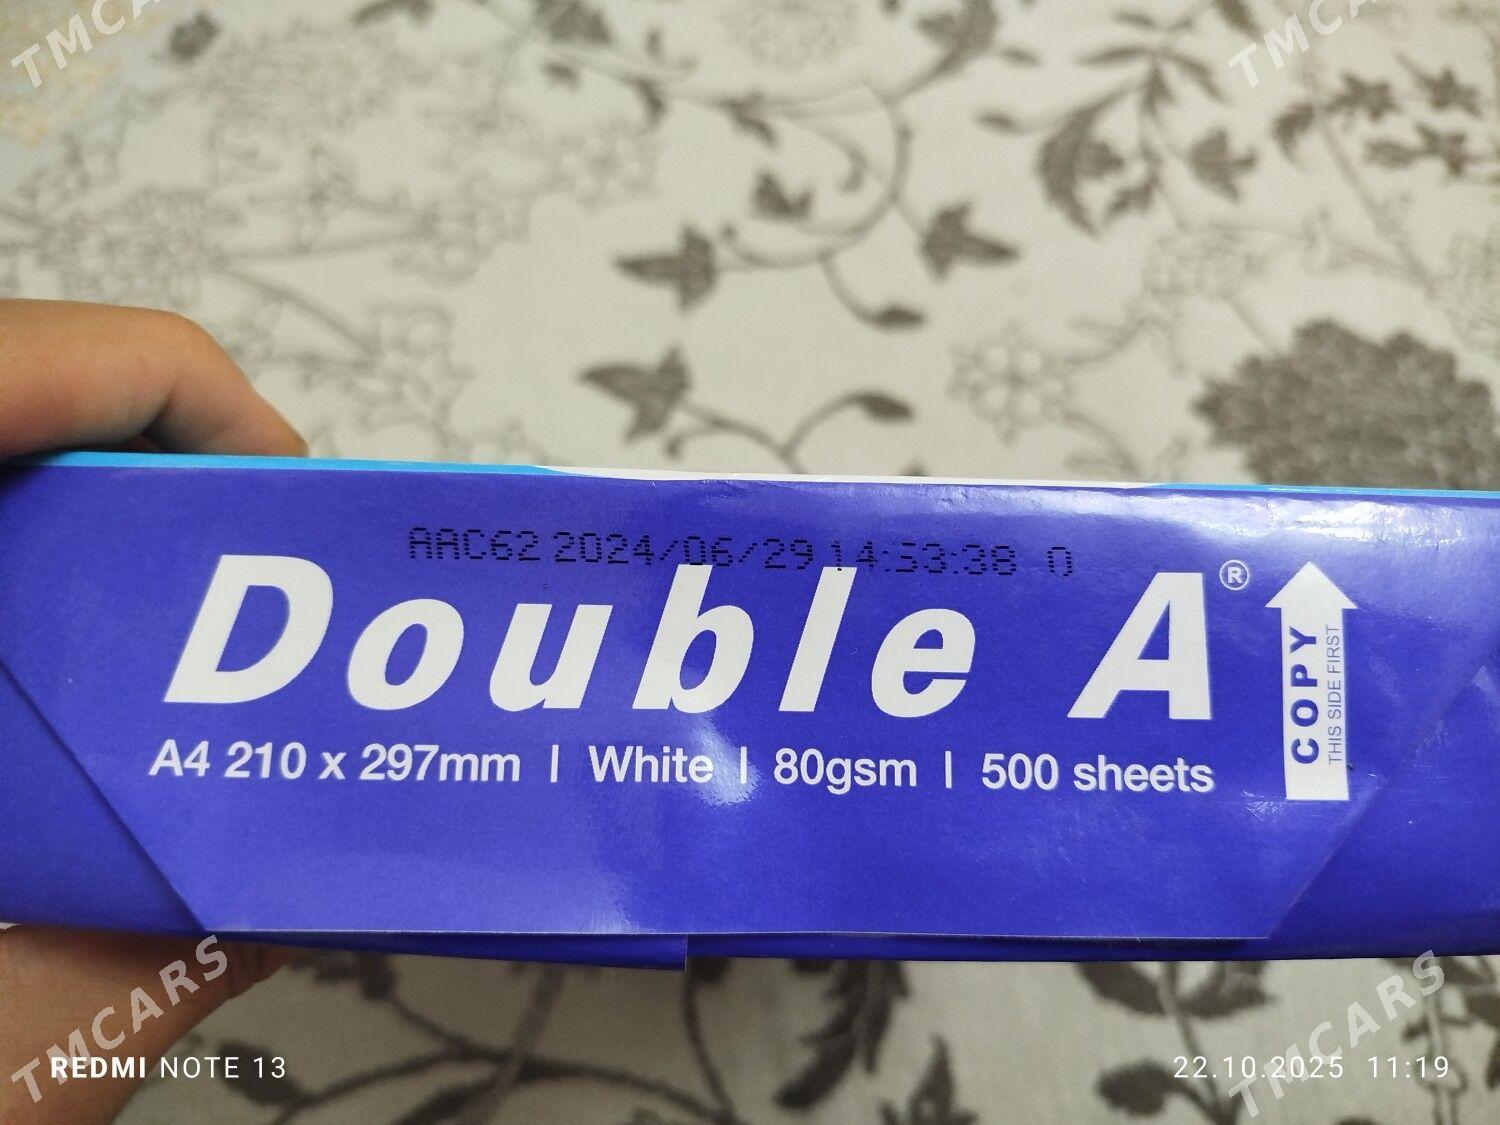 TMCARS
TMCARS
AAC62 2024/06/29 14:53:38 0
Double A®
A4 210 x 297mm | White | 80gsm | 500 sheets
COPY
THIS SIDE FIRST
TMCARS
TMCARS
REDMI NOTE 13
22.10.2025 11:19